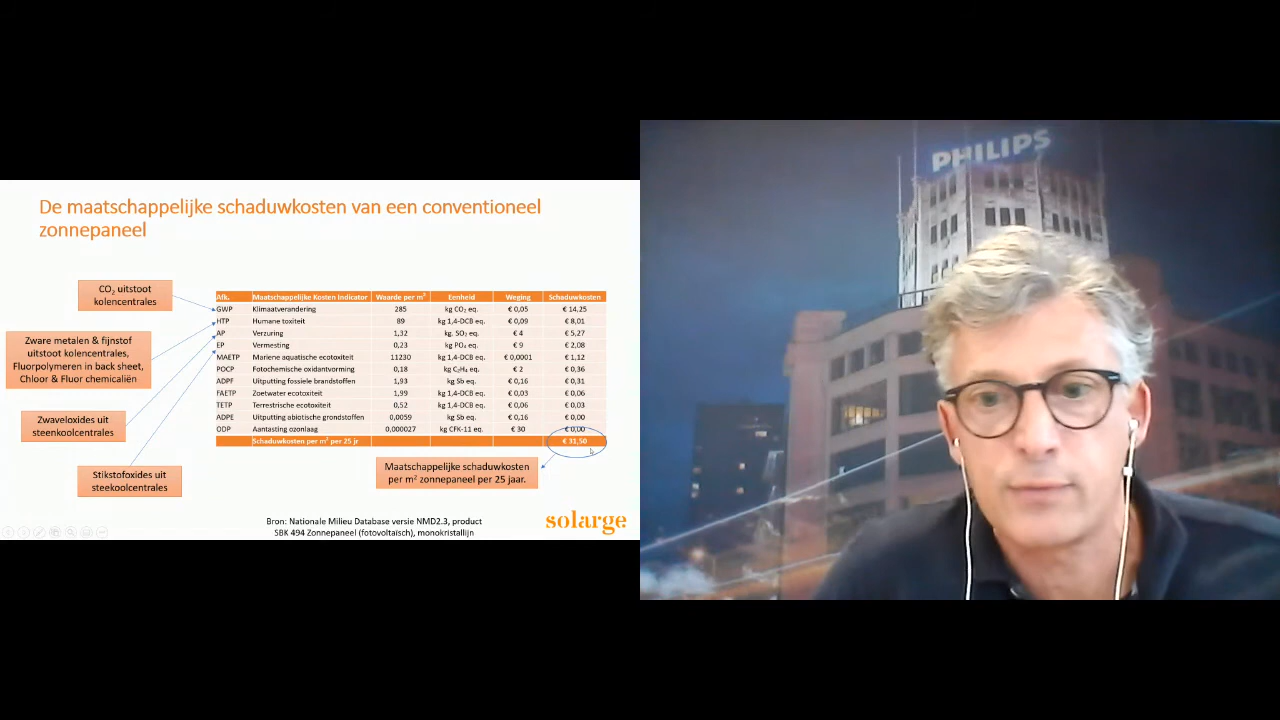 De maatschappelijke schaduwkosten van een conventioneel
zonnepaneel
CO₂ uitstoot
kolencentrales
Zware metalen & fijnstof
uitstoot kolencentrales,
Fluorpolymeren in back sheet,
Chloor & Fluor chemicaliën
Zwaveloxides uit
steenkoolcentrales
Stikstofoxides uit
steekoolcentrales
Afk. Maatschappelijke Kosten Indicator Waarde per m² Eenheid Weging Schaduwkosten
GWP Klimaatverandering 285 kg CO₂ eq. € 0,05 € 14,25
HTP Humane toxiteit 89 kg 1,4-DCB eq. € 0,09 € 8,01
AP Verzuring 1,32 kg. SO₂ eq. € 4 € 5,27
EP Vermesting 0,23 kg PO₄ eq. € 9 € 2,08
MAETP Mariene aquatische ecotoxiteit 11230 kg 1,4-DCB eq. € 0,0001 € 1,12
POCP Fotochemische oxidantvorming 0,18 kg C₂H₄ eq. € 2 € 0,36
ADPF Uitputting fossiele brandstoffen 1,93 kg Sb eq. € 0,16 € 0,31
FAETP Zoetwater ecotoxiteit 1,99 kg 1,4-DCB eq. € 0,03 € 0,06
TETP Terrestrische ecotoxiteit 0,52 kg 1,4-DCB eq. € 0,06 € 0,03
ADPE Uitputting abiotische grondstoffen 0,0059 kg Sb eq. € 0,16 € 0,00
ODP Aantasting ozonlaag 0,000027 kg CFK-11 eq. € 30 € 0,00
Schaduwkosten per m² per 25 jr € 31,50
Maatschappelijke schaduwkosten
per m² zonnepaneel per 25 jaar.
Bron: Nationale Milieu Database versie NMD2.3, product
SBK 494 Zonnepaneel (fotovoltaïsch), monokristallijn
solarge
PHILIPS